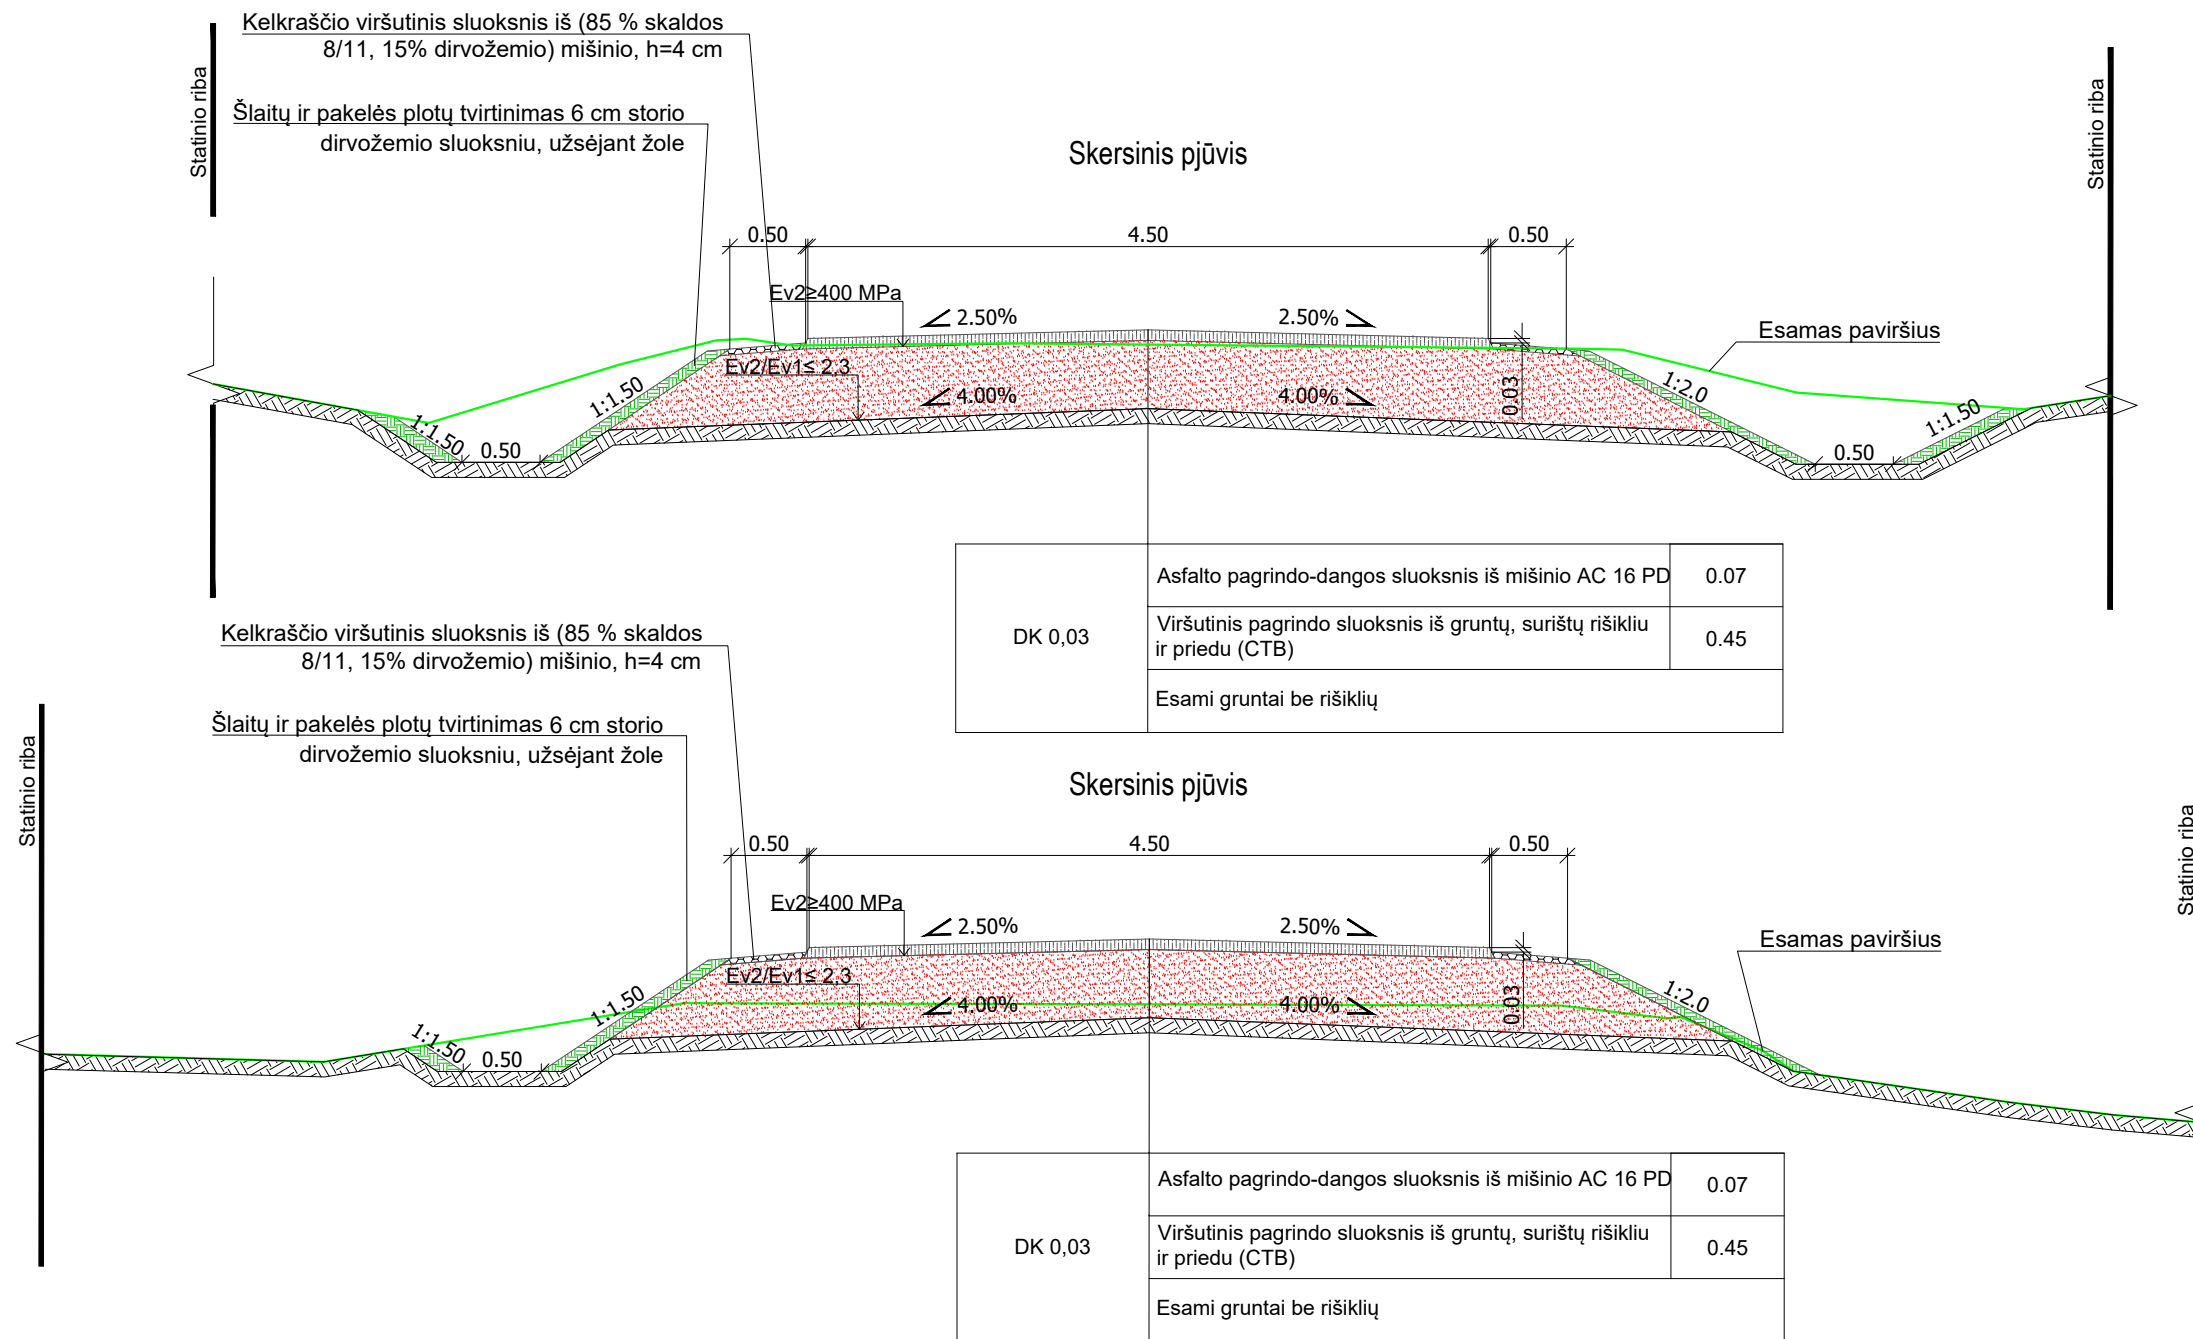 Kelkraščio viršutinis sluoksnis iš (85 % skaldos
8/11, 15% dirvožemio) mišinio, h=4 cm
Statinio riba
Statinio riba
Šlaitų ir pakelės plotų tvirtinimas 6 cm storio
dirvožemio sluoksniu, užsėjant žole
Skersinis pjūvis
0.50
4.50
0.50
Ev2≥400 MPa
2.50%
2.50%
Esamas paviršius
Ev2/Ev1≤ 2,3
4.00%
4.00%
0.03
1:1.50
1:2.0
1:1.50
1:1.50
0.50
0.50
DK 0,03
Asfalto pagrindo-dangos sluoksnis iš mišinio AC 16 PD
0.07
Viršutinis pagrindo sluoksnis iš gruntų, surištų rišikliu
ir priedu (CTB)
0.45
Esami gruntai be rišiklių
Kelkraščio viršutinis sluoksnis iš (85 % skaldos
8/11, 15% dirvožemio) mišinio, h=4 cm
Šlaitų ir pakelės plotų tvirtinimas 6 cm storio
dirvožemio sluoksniu, užsėjant žole
Statinio riba
Statinio riba
Skersinis pjūvis
0.50
4.50
0.50
Ev2≥400 MPa
2.50%
2.50%
Esamas paviršius
Ev2/Ev1≤ 2,3
4.00%
4.00%
0.03
1:1.50
1:2.0
1:1.50
0.50
DK 0,03
Asfalto pagrindo-dangos sluoksnis iš mišinio AC 16 PD
0.07
Viršutinis pagrindo sluoksnis iš gruntų, surištų rišikliu
ir priedu (CTB)
0.45
Esami gruntai be rišiklių